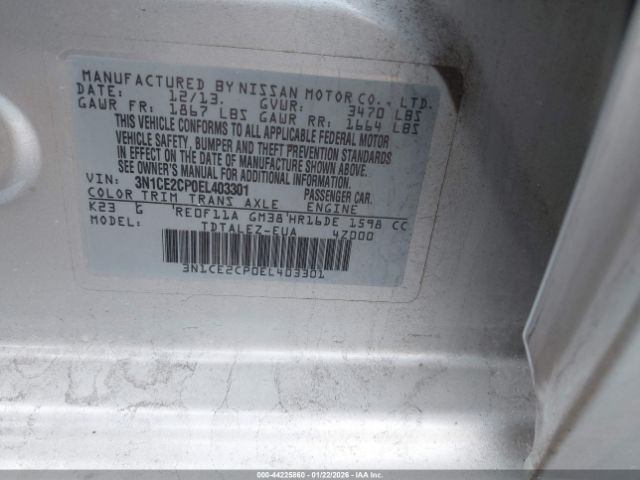 MANUFACTURED BY NISSAN MOTOR CO., LTD.
DATE: 12/13. GVWR: 3470 LBS
GAWR FR: 1867 LBS GAWR RR: 1664 LBS
THIS VEHICLE CONFORMS TO ALL APPLICABLE FEDERAL MOTOR
VEHICLE SAFETY, BUMPER AND THEFT PREVENTION STANDARDS
IN EFFECT ON THE DATE OF MANUFACTURE SHOWN ABOVE.
SEE OWNER'S MANUAL FOR ADDITIONAL INFORMATION
VIN: 3N1CE2CP0EL403301 PASSENGER CAR.
COLOR TRIM TRANS AXLE ENGINE
K23 G RE0F11A GM38 HR16DE 1598 CC
MODEL: TDTALEZ-EUA 4Z000
3N1CE2CP0EL403301
000-44225860 - 01/22/2026 - IAA Inc.